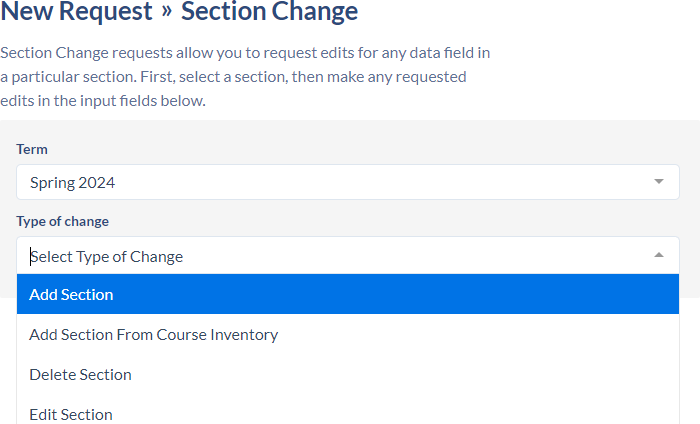 New Request » Section Change
Section Change requests allow you to request edits for any data field in
a particular section. First, select a section, then make any requested
edits in the input fields below.
Term
Spring 2024
Type of change
Select Type of Change
Add Section
Add Section From Course Inventory
Delete Section
Edit Section